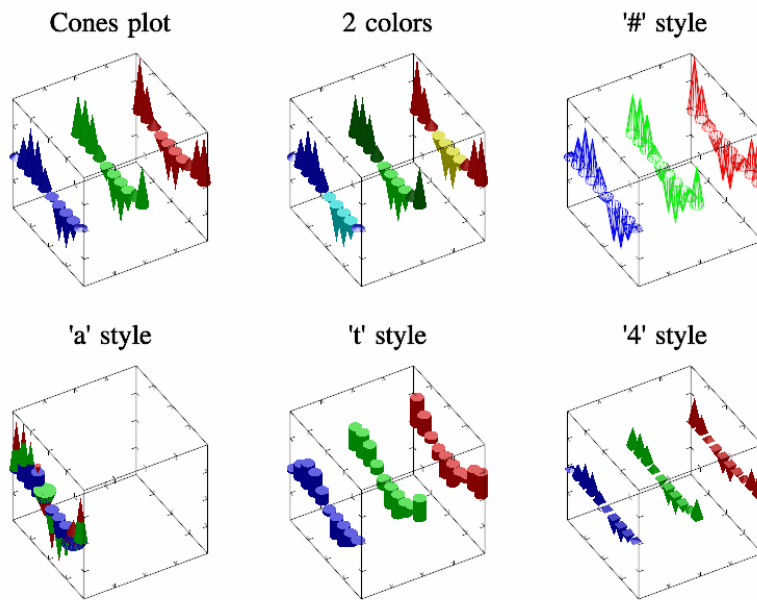 Cones plot
2 colors
'#' style
'a' style
't' style
'4' style